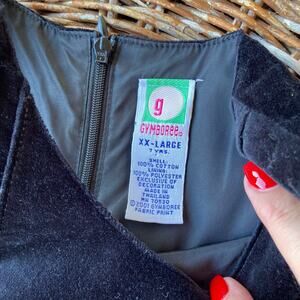 g
GYMBOREE®
XX-LARGE
7 YRS.
SHELL:
100% COTTON
LINING:
100% POLYESTER
EXCLUSIVE OF
DECORATION
MADE IN
THAILAND
RN 70530
© 2001 GYMBOREE
FABRIC PRINT